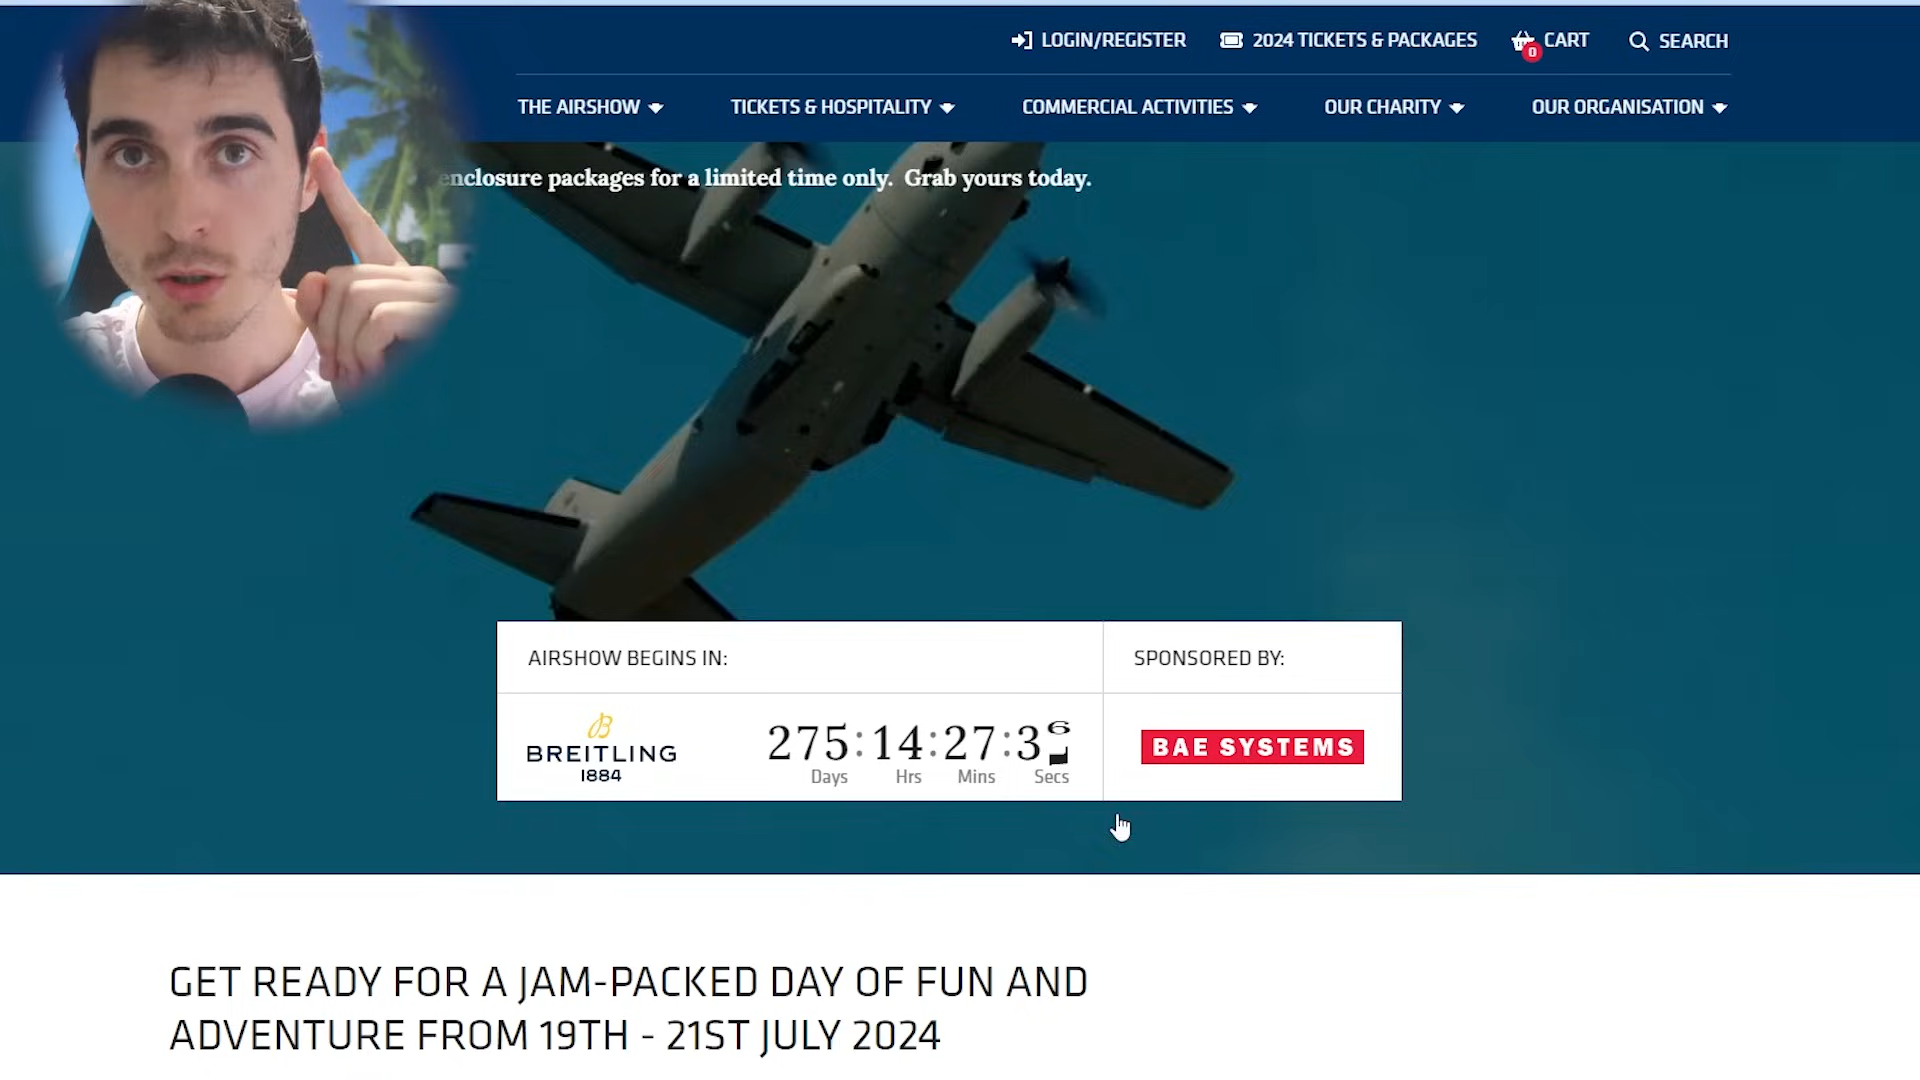 LOGIN/REGISTER 2024 TICKETS & PACKAGES 0 CART SEARCH
THE AIRSHOW TICKETS & HOSPITALITY COMMERCIAL ACTIVITIES OUR CHARITY OUR ORGANISATION
enclosure packages for a limited time only. Grab yours today.
AIRSHOW BEGINS IN:
B
BREITLING
1884
275:14:27:3
Days Hrs Mins Secs
SPONSORED BY:
BAE SYSTEMS
GET READY FOR A JAM-PACKED DAY OF FUN AND
ADVENTURE FROM 19TH - 21ST JULY 2024